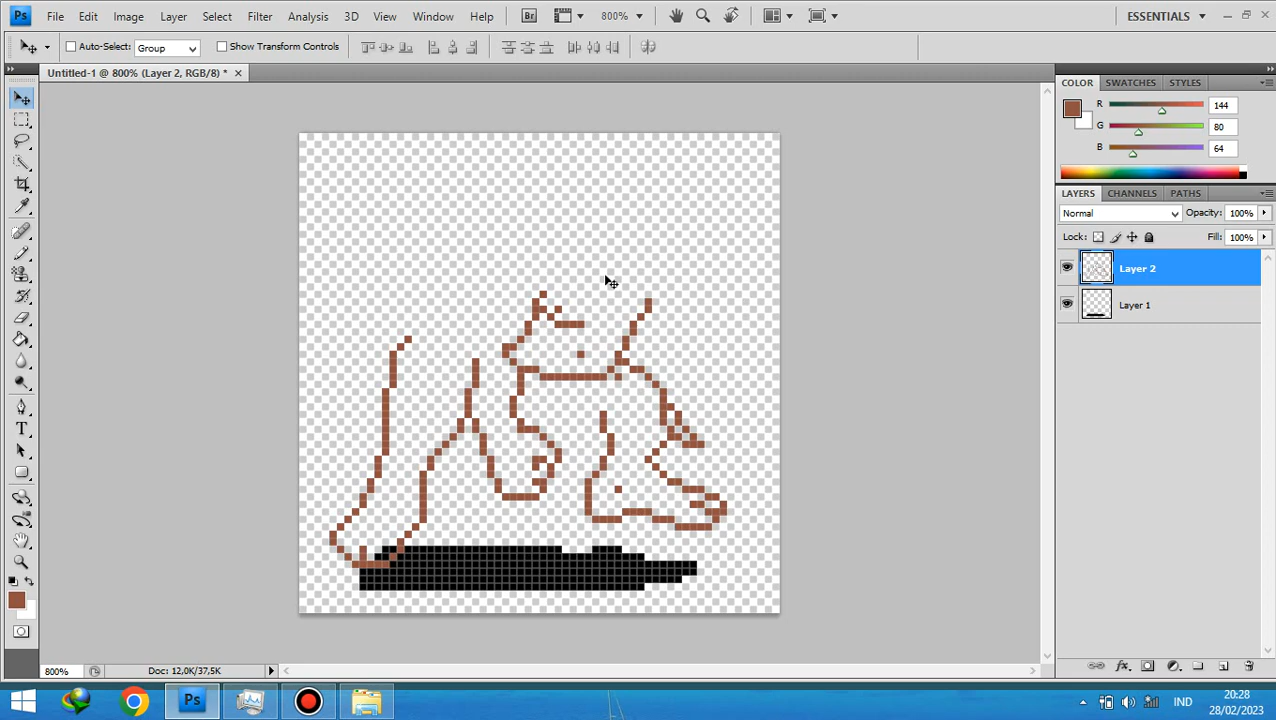 Ps File Edit Image Layer Select Filter Analysis 3D View Window Help Br 800% ESSENTIALS
Auto-Select: Group Show Transform Controls
Untitled-1 @ 800% (Layer 2, RGB/8) *
COLOR SWATCHES STYLES
R 144
G 80
B 64
LAYERS CHANNELS PATHS
Normal Opacity: 100%
Lock: Fill: 100%
Layer 2
Layer 1
T
800% Doc: 12,0K/37,5K
fx
Ps IND 20:28
28/02/2023